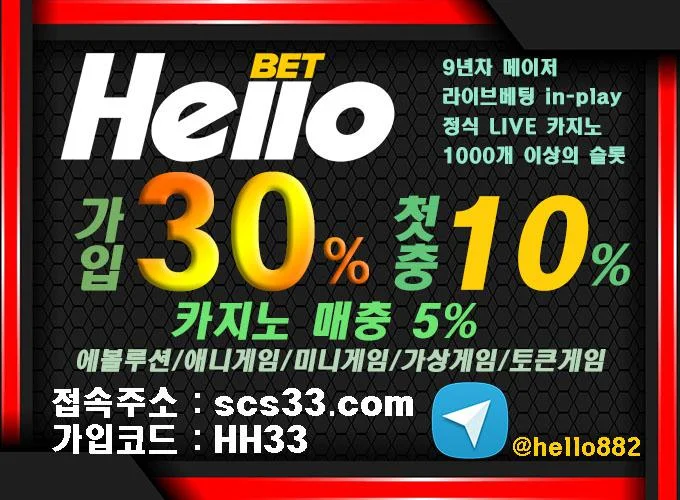 BET
Hello
9년차 메이저
라이브베팅 in-play
정식 LIVE 카지노
1000개 이상의 슬롯
가입 30% 첫충 10%
카지노 매충 5%
에볼루션/애니게임/미니게임/가상게임/토큰게임
접속주소 : scs33.com
가입코드 : HH33
@hello882